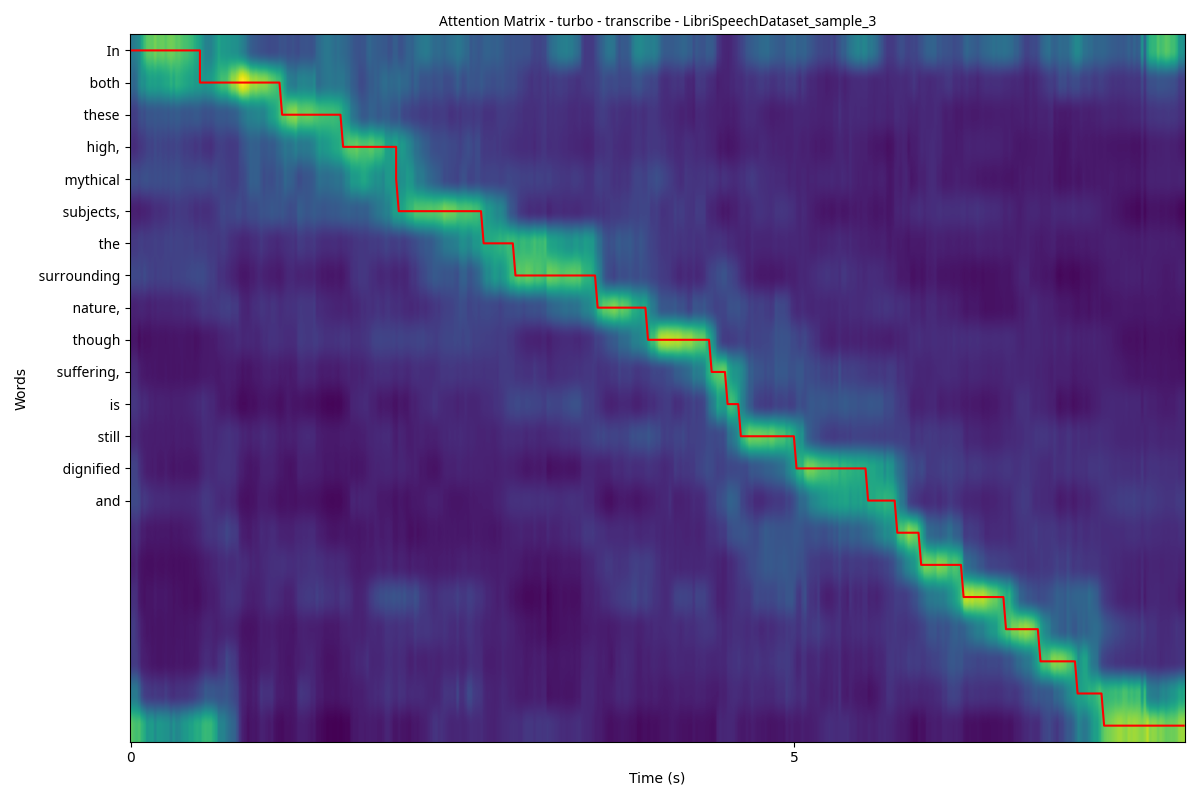 Attention Matrix - turbo - transcribe - LibriSpeechDataset_sample_3
In
both
these
high,
mythical
subjects,
the
surrounding
nature,
though
suffering,
is
still
dignified
and
Words
0
5
Time (s)